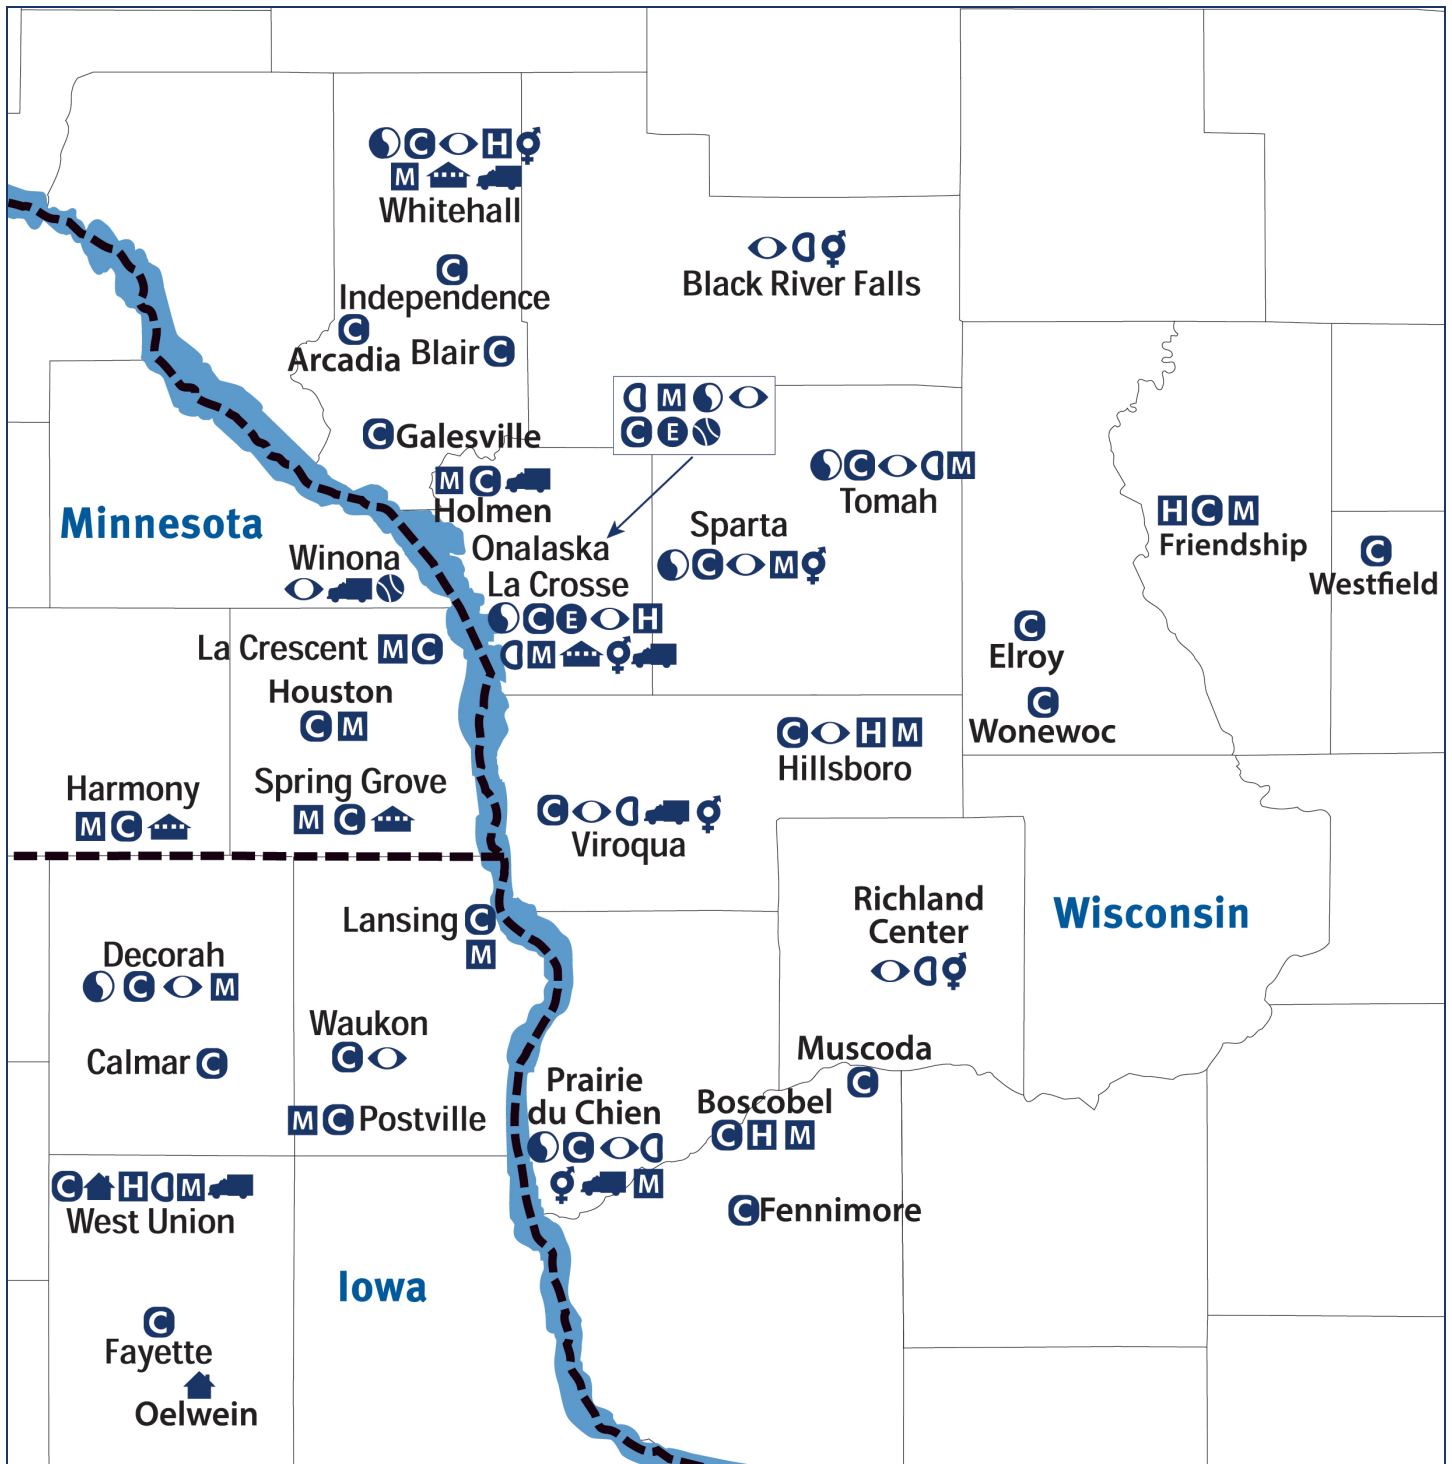 C H
M
Whitehall
C
Independence
C
Arcadia
Blair C
Black River Falls
C Galesville
M
C E
M C
Holmen
C M
Tomah
Minnesota
Onalaska
Sparta
C M
H C M
Friendship
C
Westfield
Winona
La Crosse
C E H
M
La Crescent M C
C
Elroy
Houston
C M
C
Wonewoc
C H M
Hillsboro
Harmony
M C
Spring Grove
M C
C
Viroqua
Lansing C
M
Richland
Center
Wisconsin
Decorah
C M
Waukon
C
Calmar C
Muscoda
C
Prairie
du Chien
C
M
Boscobel
C H M
M C Postville
C H M
West Union
C Fennimore
Iowa
C
Fayette
Oelwein